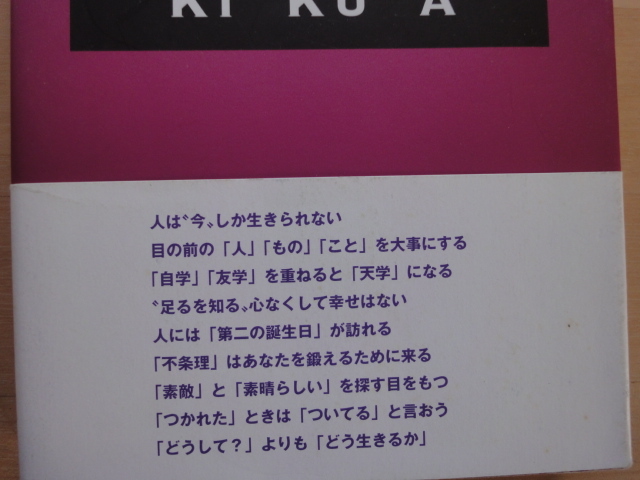 KI KU A
人は〝今〟しか生きられない
目の前の「人」「もの」「こと」を大事にする
「自学」「友学」を重ねると「天学」になる
〝足るを知る〟心なくして幸せはない
人には「第二の誕生日」が訪れる
「不条理」はあなたを鍛えるために来る
「素敵」と「素晴らしい」を探す目をもつ
「つかれた」ときは「ついてる」と言おう
「どうして？」よりも「どう生きるか」